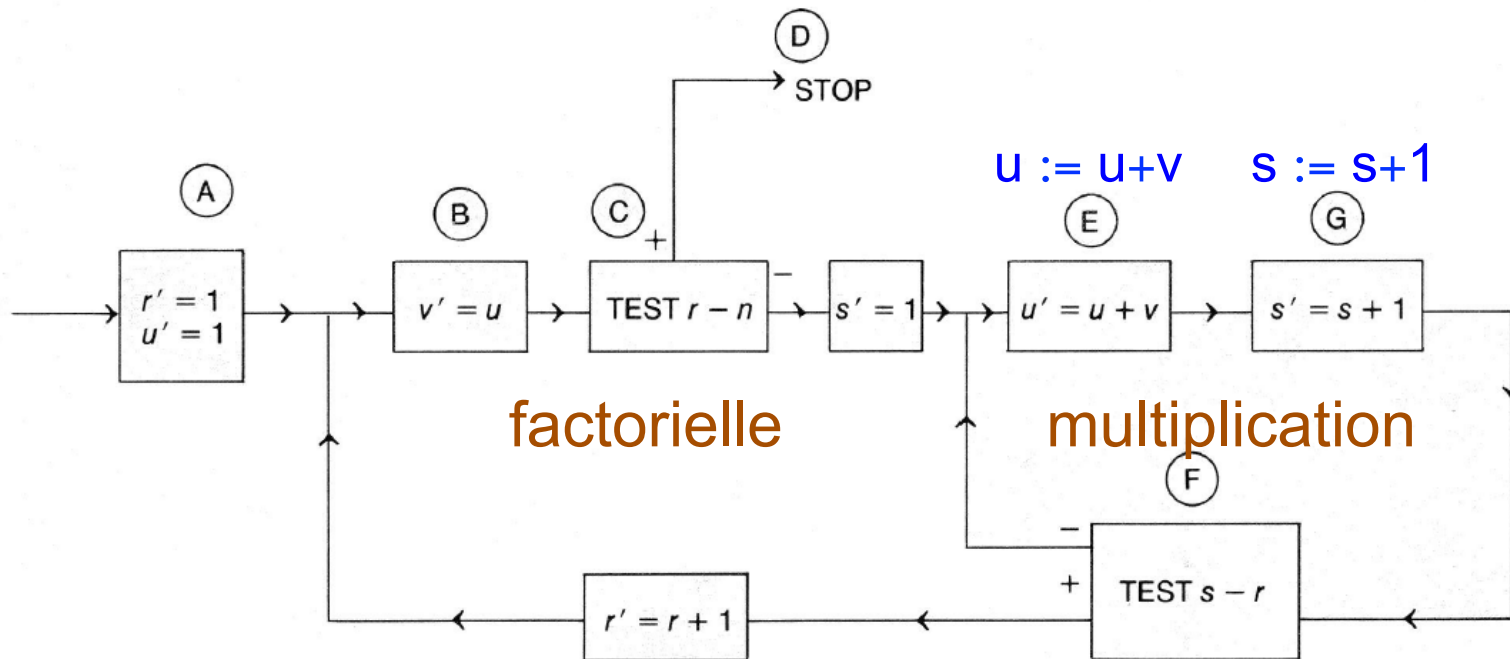 D
STOP
u := u+v s := s+1
A
B
C
E
G
+
−
r′ = 1
u′ = 1
v′ = u
TEST r − n
s′ = 1
u′ = u + v
s′ = s + 1
factorielle
multiplication
F
−
+
TEST s − r
r′ = r + 1